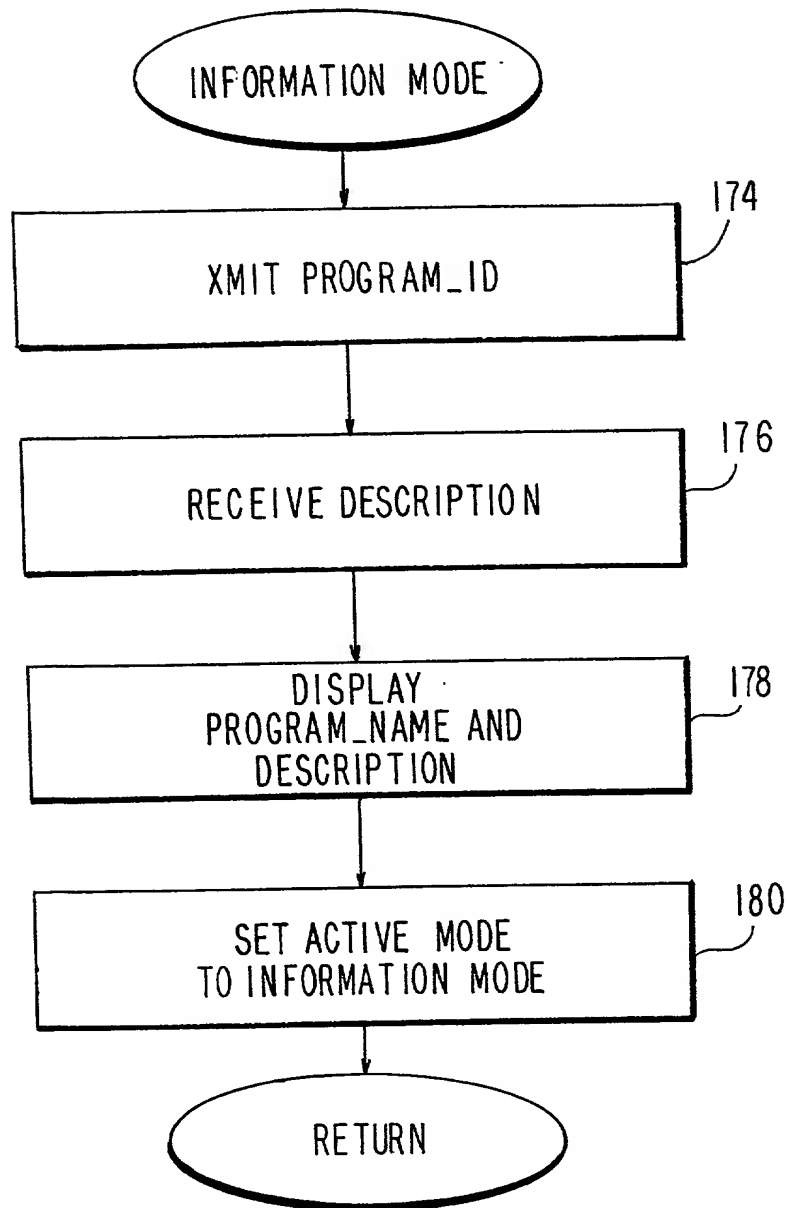 INFORMATION MODE
174
XMIT PROGRAM_ID
176
RECEIVE DESCRIPTION
178
DISPLAY
PROGRAM_NAME AND
DESCRIPTION
180
SET ACTIVE MODE
TO INFORMATION MODE
RETURN